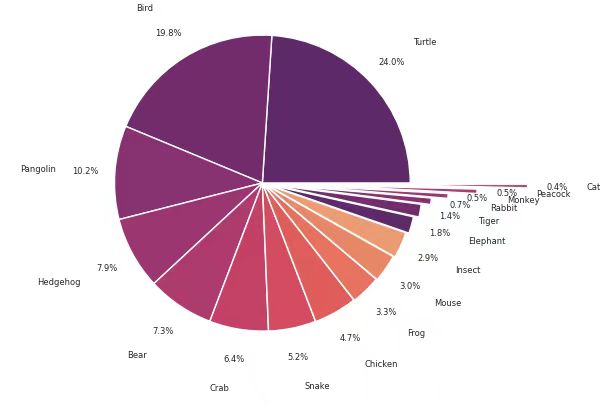 Bird
19.8%
Turtle
24.0%
Pangolin
10.2%
Hedgehog
7.9%
Bear
7.3%
Crab
6.4%
Snake
5.2%
Chicken
4.7%
Frog
3.3%
Mouse
3.0%
Insect
2.9%
Elephant
1.8%
Tiger
1.4%
Rabbit
0.7%
Monkey
0.5%
Peacock
0.5%
Cat
0.4%